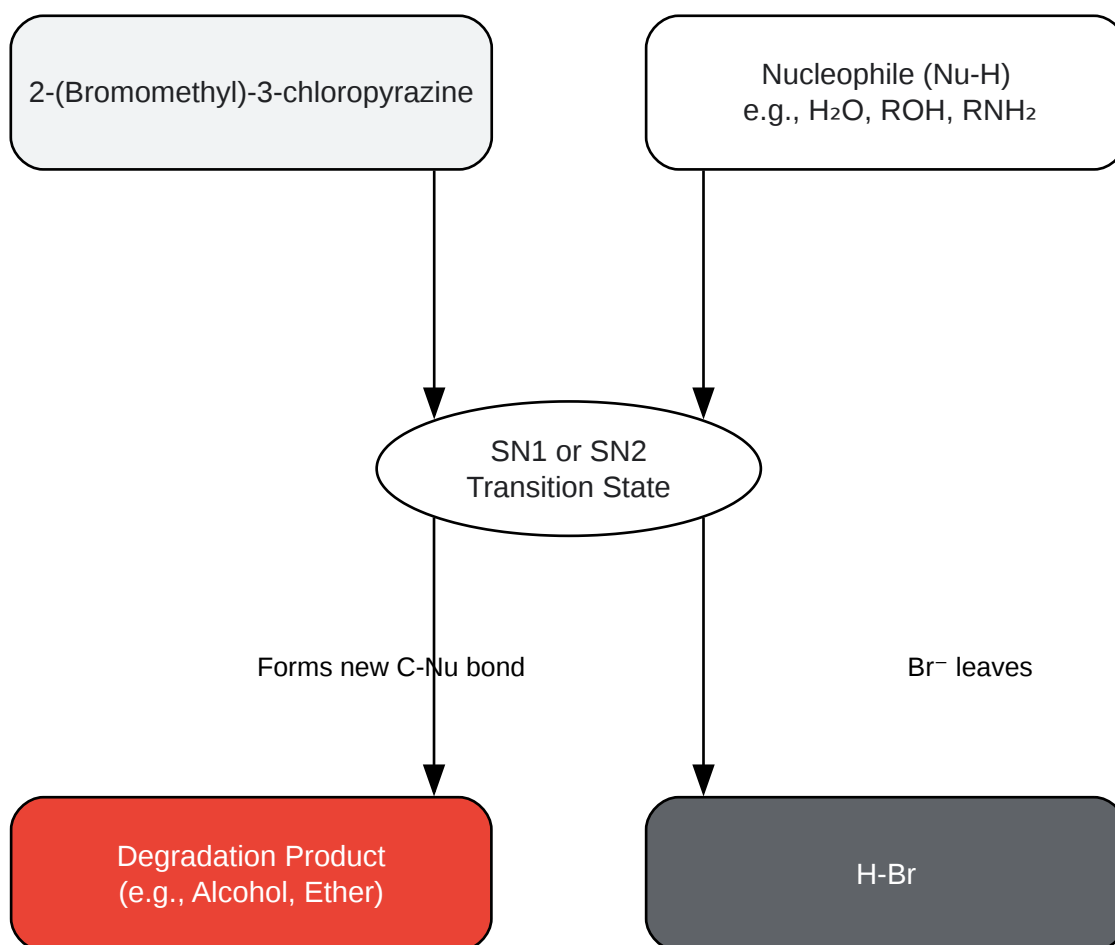 2-(Bromomethyl)-3-chloropyrazine
Nucleophile (Nu-H)
e.g., H₂O, ROH, RNH₂
SN1 or SN2
Transition State
Forms new C-Nu bond
Br⁻ leaves
Degradation Product
(e.g., Alcohol, Ether)
H-Br